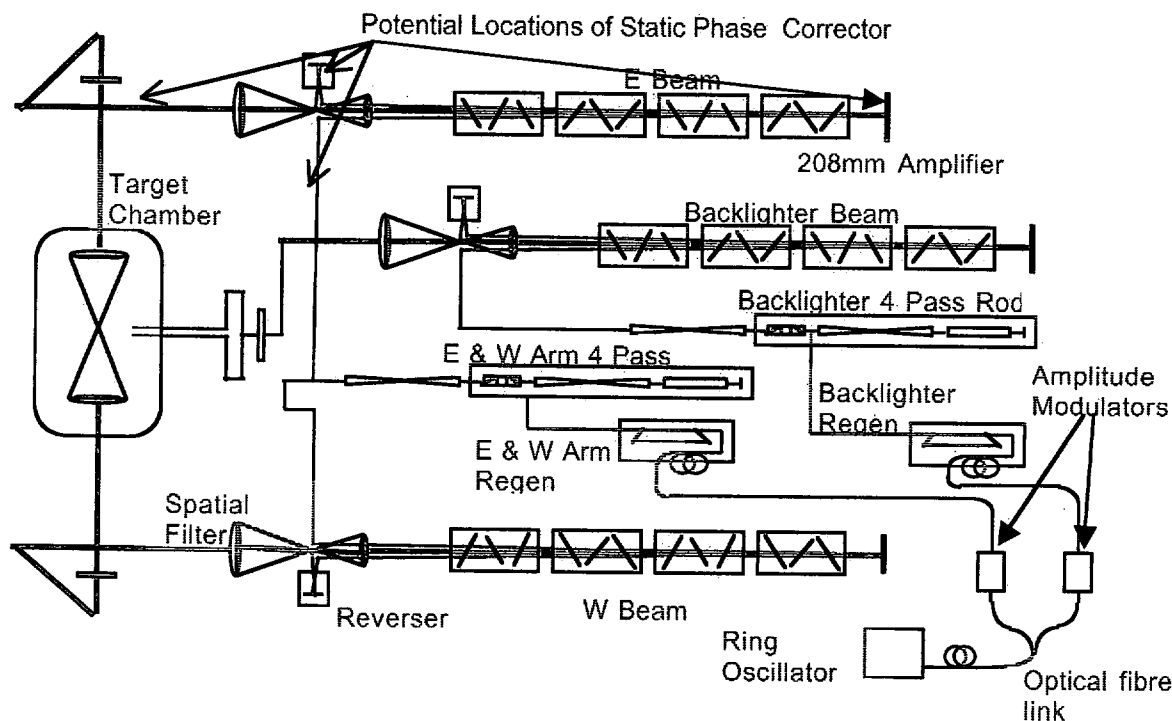 Potential Locations of Static Phase Corrector
E Beam
208mm Amplifier
Target
Chamber
Backlighter Beam
Backlighter 4 Pass Rod
E & W Arm 4 Pass
Amplitude
Modulators
Backlighter
Regen
E & W Arm
Regen
Spatial
Filter
Reverser
W Beam
Ring
Oscillator
Optical fibre
link